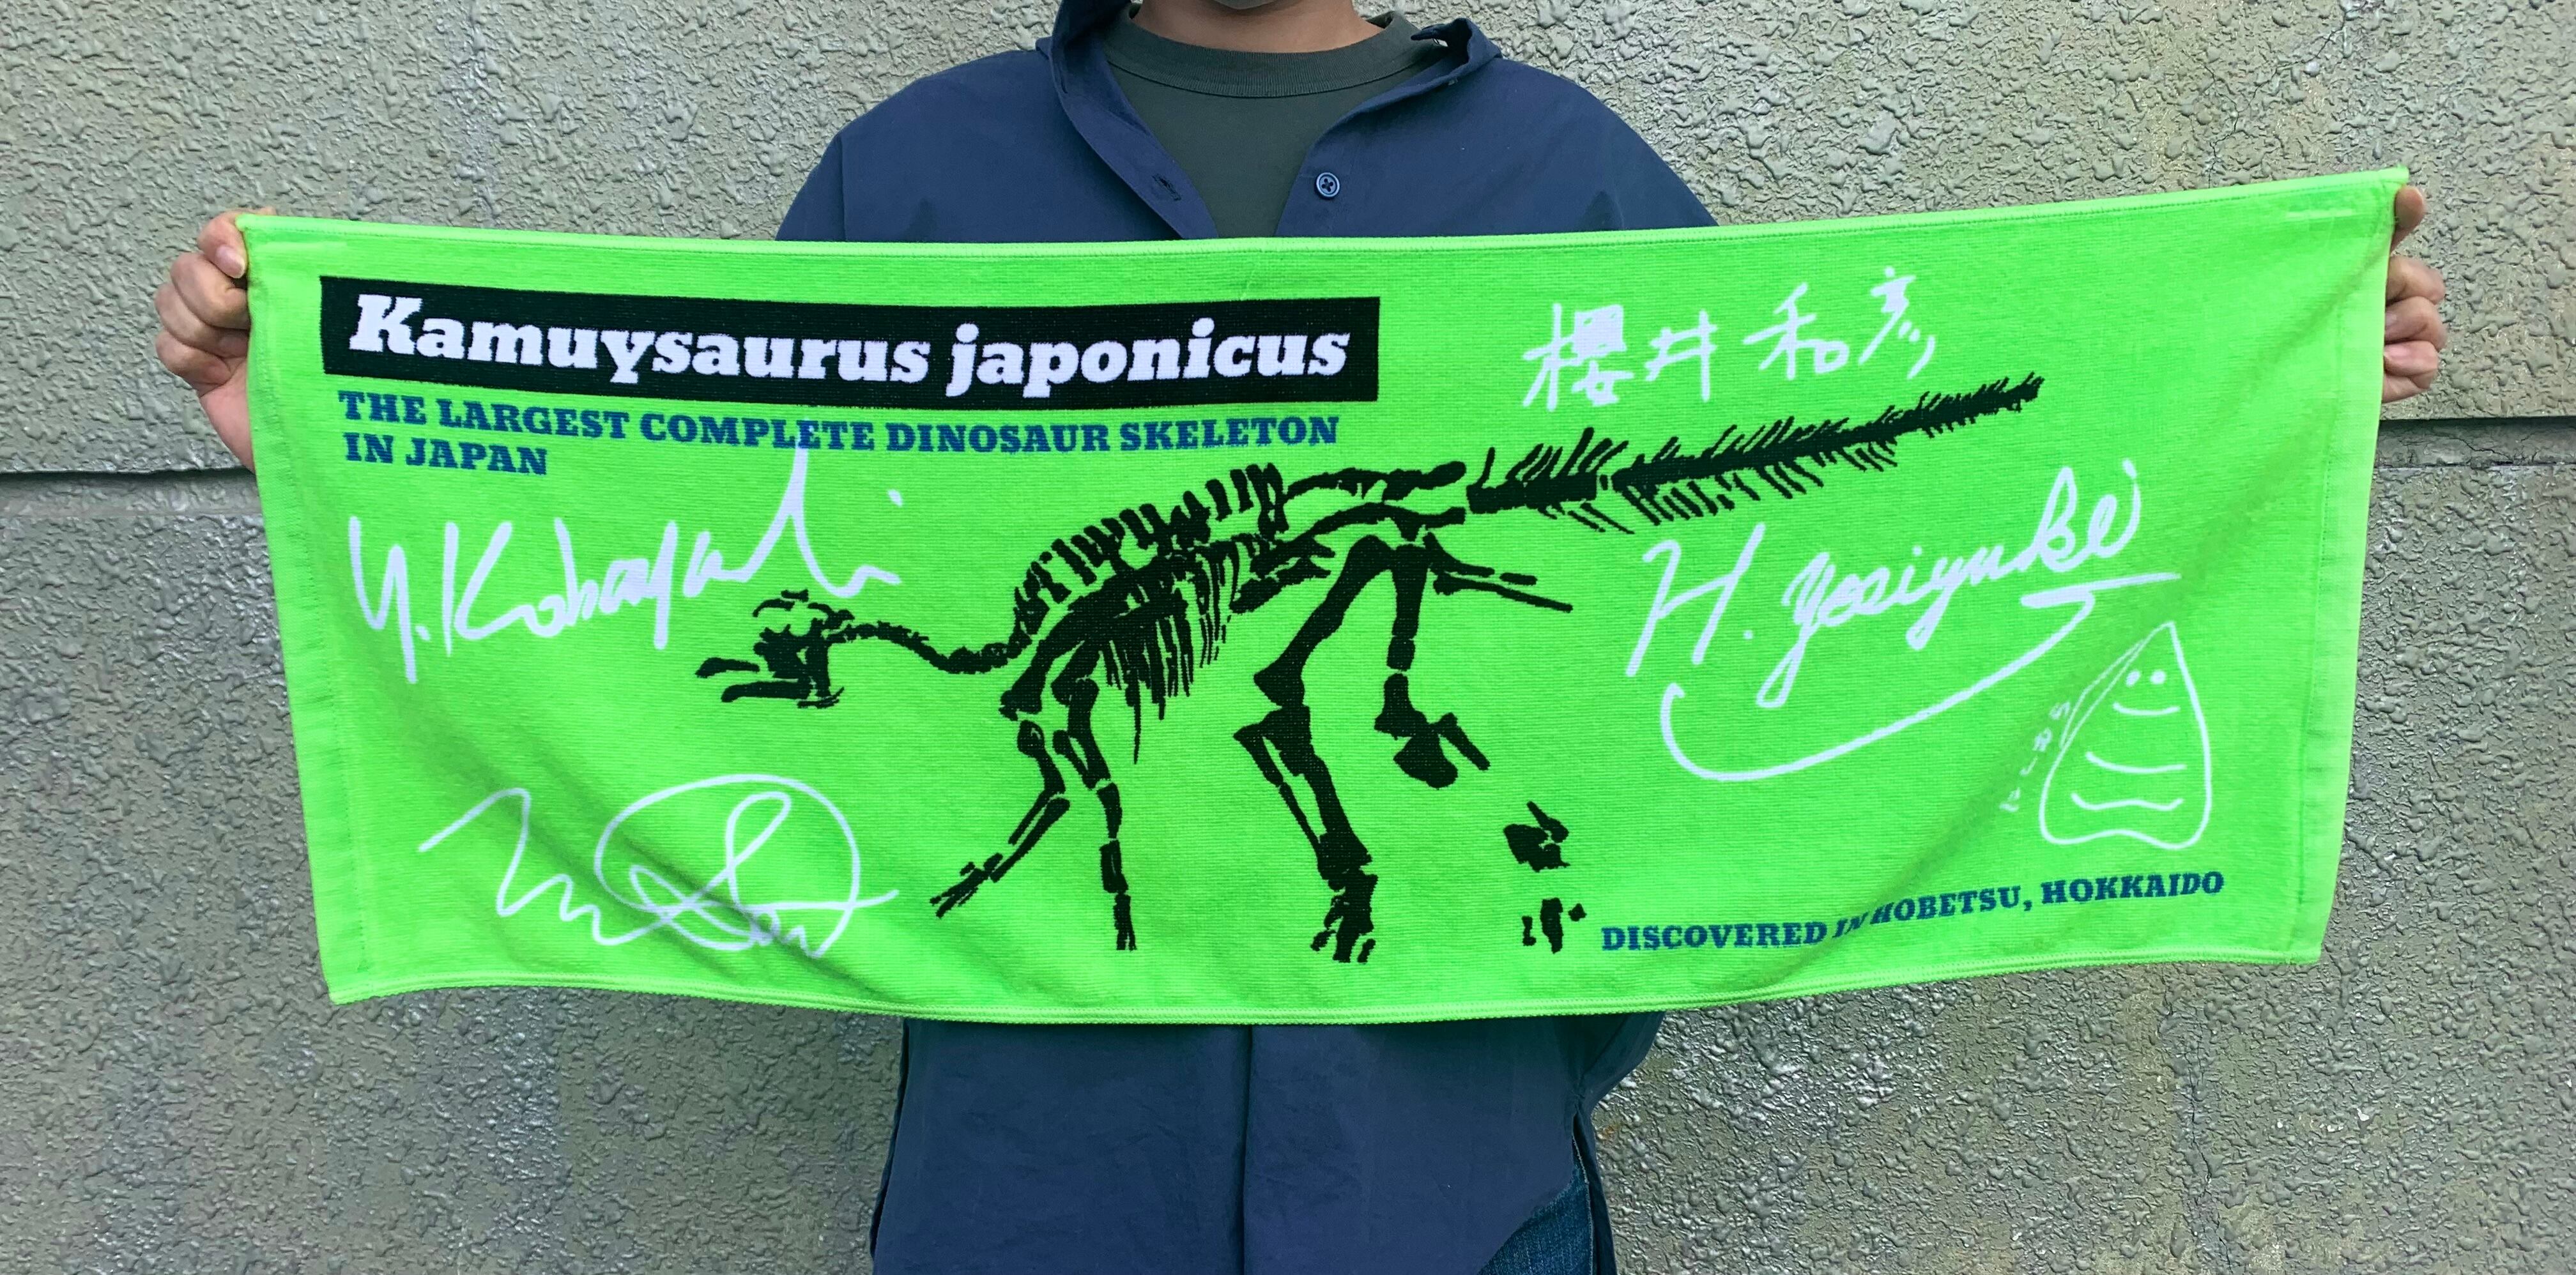 Kamuysaurus japonicus
THE LARGEST COMPLETE DINOSAUR SKELETON
IN JAPAN
櫻井和彦
Y. Kobayashi
H. Yoshiyuki
DISCOVERED IN HOBETSU, HOKKAIDO